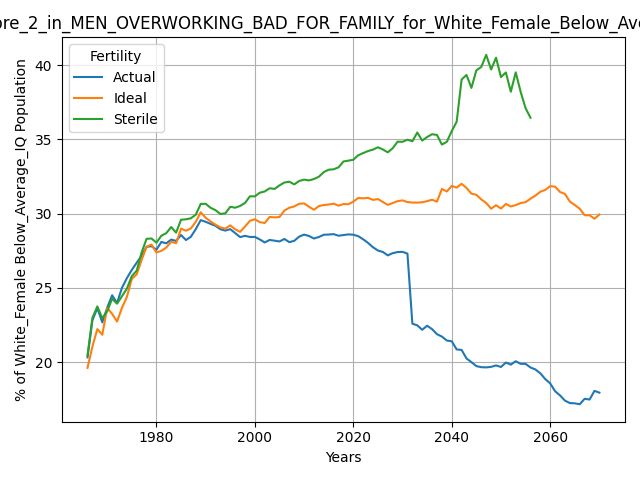 ore_2_in_MEN_OVERWORKING_BAD_FOR_FAMILY_for_White_Female_Below_Ave
Fertility
Actual
Ideal
Sterile
% of White_Female Below_Average_IQ Population
40
35
30
25
20
1980
2000
2020
2040
2060
Years